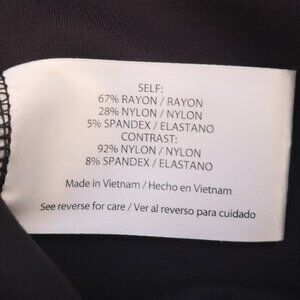 SELF:
67% RAYON / RAYON
28% NYLON / NYLON
5% SPANDEX / ELASTANO
CONTRAST:
92% NYLON / NYLON
8% SPANDEX / ELASTANO
Made in Vietnam / Hecho en Vietnam
See reverse for care / Ver al reverso para cuidado